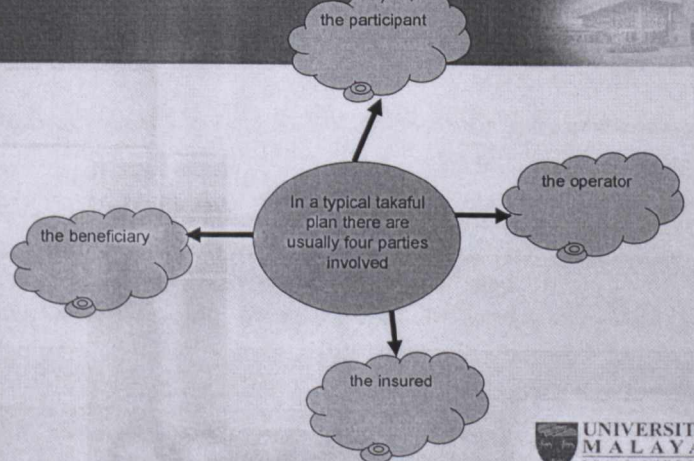 the participant
In a typical takaful
plan there are
usually four parties
involved
the operator
the beneficiary
the insured
UNIVERSIT
MALAYA